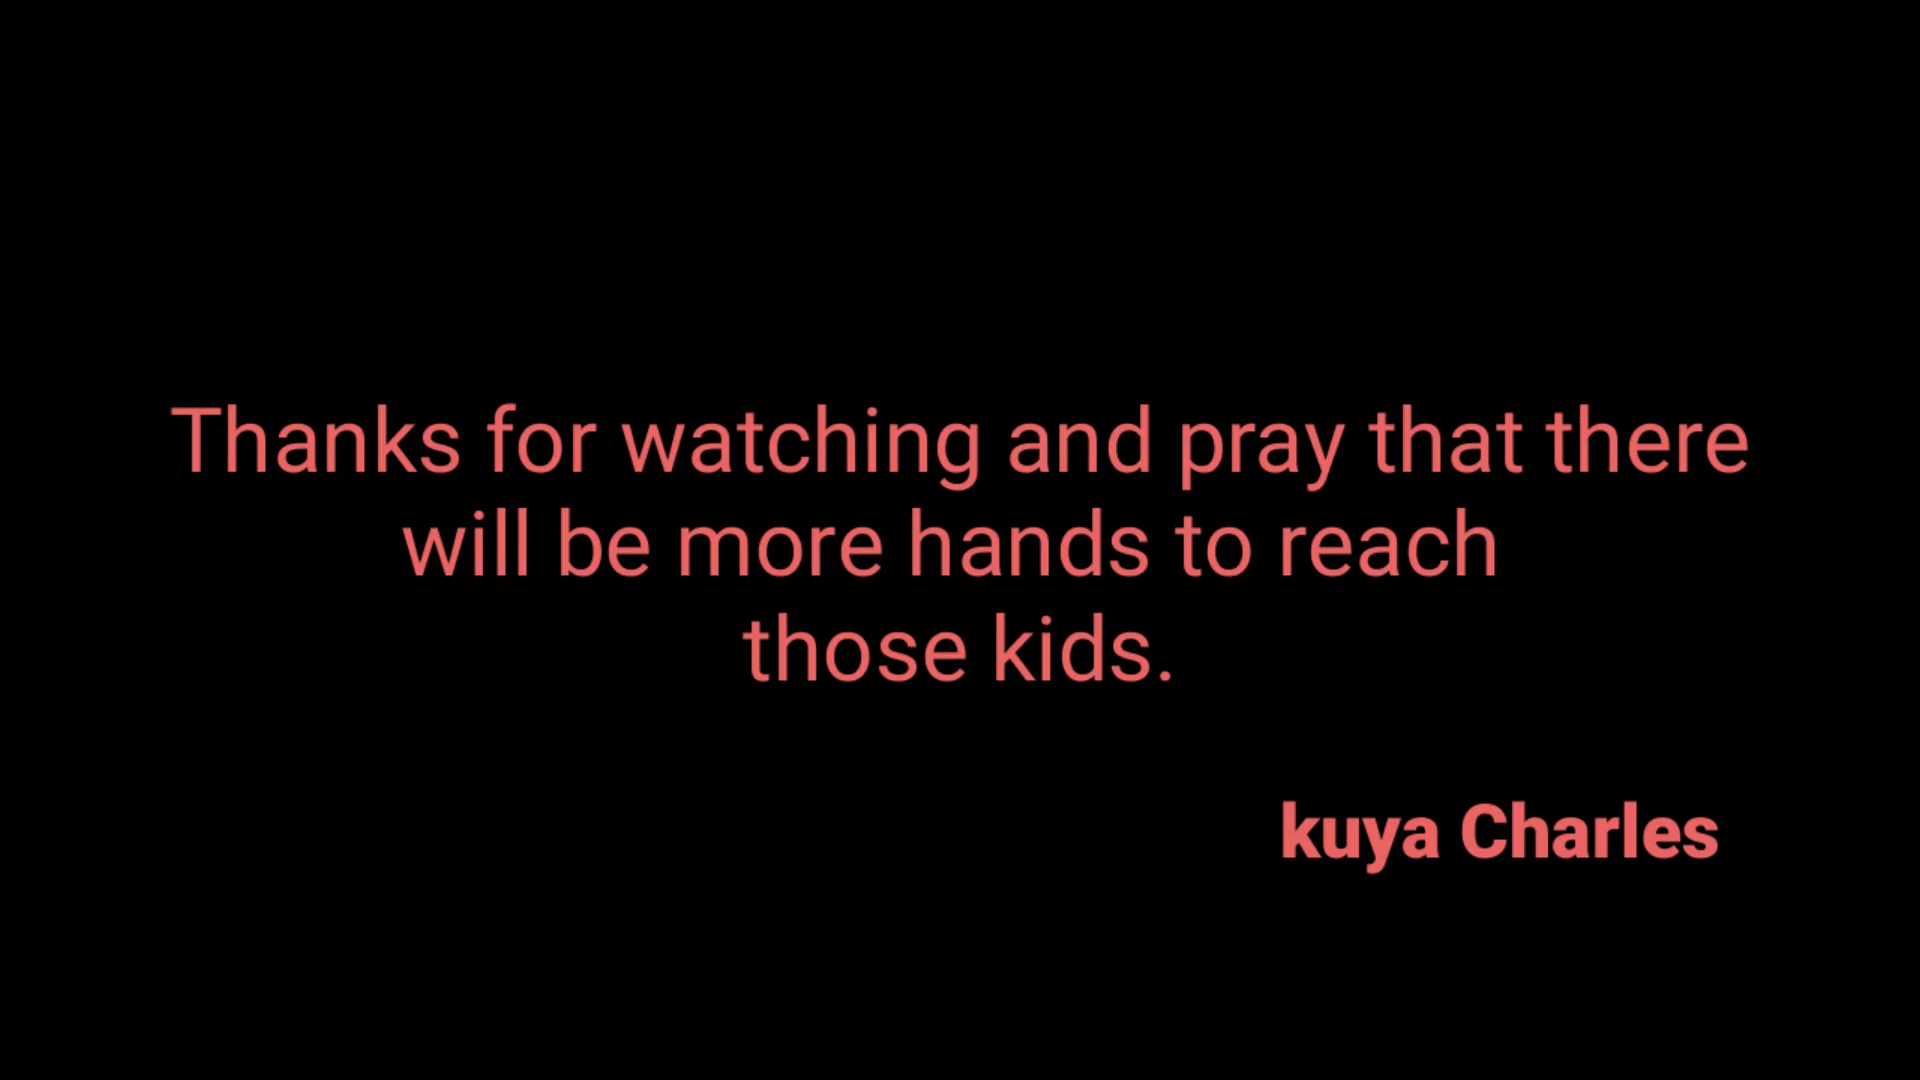 Thanks for watching and pray that there
will be more hands to reach
those kids.
kuya Charles